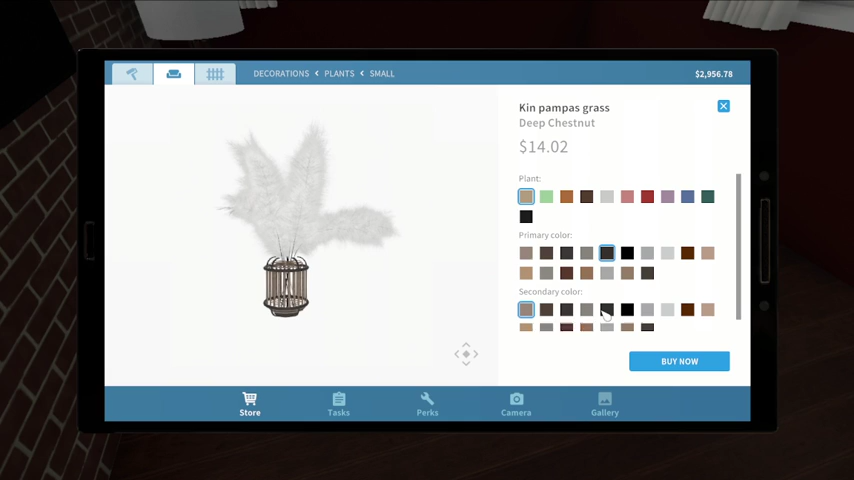 DECORATIONS < PLANTS < SMALL
$2,956.78
Kin pampas grass
Deep Chestnut
$14.02
Plant:
Primary color:
Secondary color:
BUY NOW
Store
Tasks
Perks
Camera
Gallery